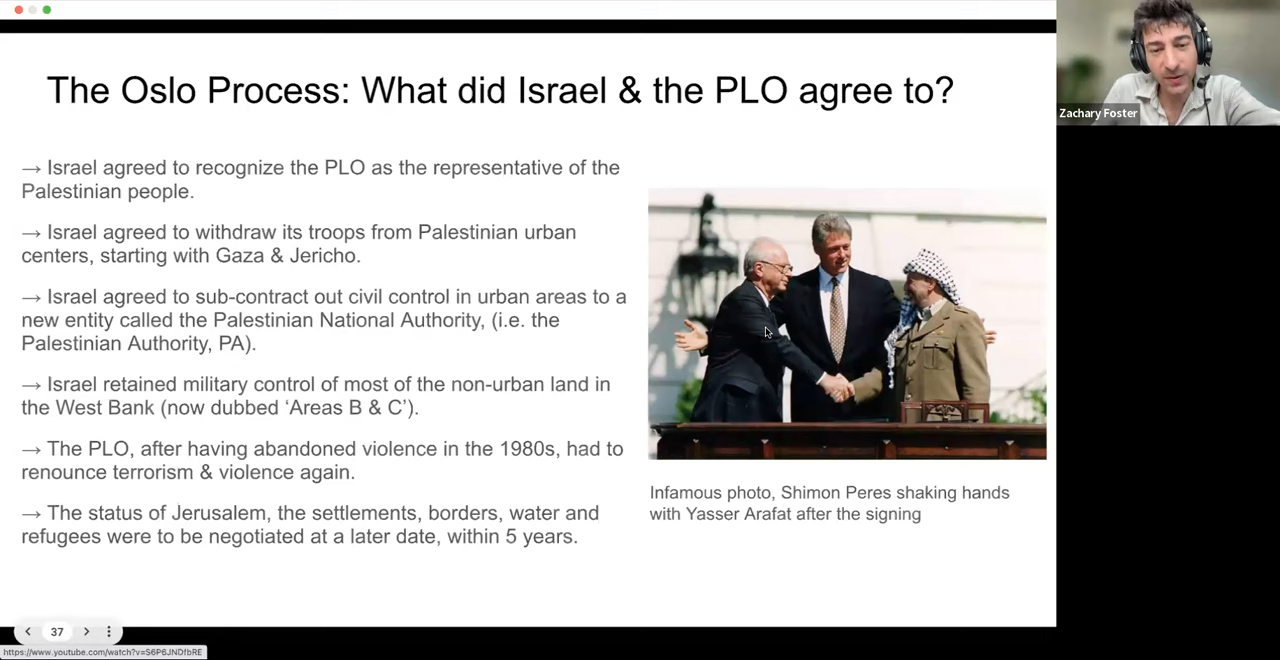 The Oslo Process: What did Israel & the PLO agree to?
Zachary Foster
→ Israel agreed to recognize the PLO as the representative of the
Palestinian people.
→ Israel agreed to withdraw its troops from Palestinian urban
centers, starting with Gaza & Jericho.
→ Israel agreed to sub-contract out civil control in urban areas to a
new entity called the Palestinian National Authority, (i.e. the
Palestinian Authority, PA).
→ Israel retained military control of most of the non-urban land in
the West Bank (now dubbed ‘Areas B & C’).
→ The PLO, after having abandoned violence in the 1980s, had to
renounce terrorism & violence again.
→ The status of Jerusalem, the settlements, borders, water and
refugees were to be negotiated at a later date, within 5 years.
Infamous photo, Shimon Peres shaking hands
with Yasser Arafat after the signing
37
https://www.youtube.com/watch?v=S6P6JNDfbRE